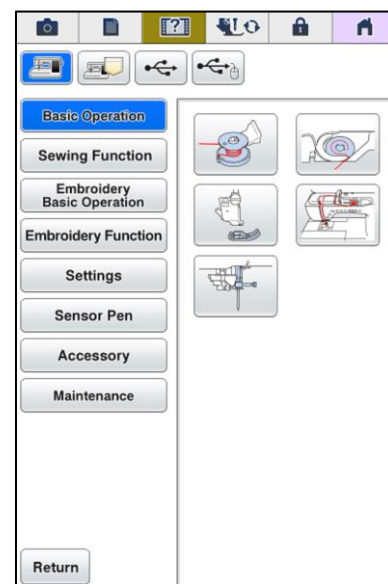 Basic Operation
Sewing Function
Embroidery
Basic Operation
Embroidery Function
Settings
Sensor Pen
Accessory
Maintenance
Return